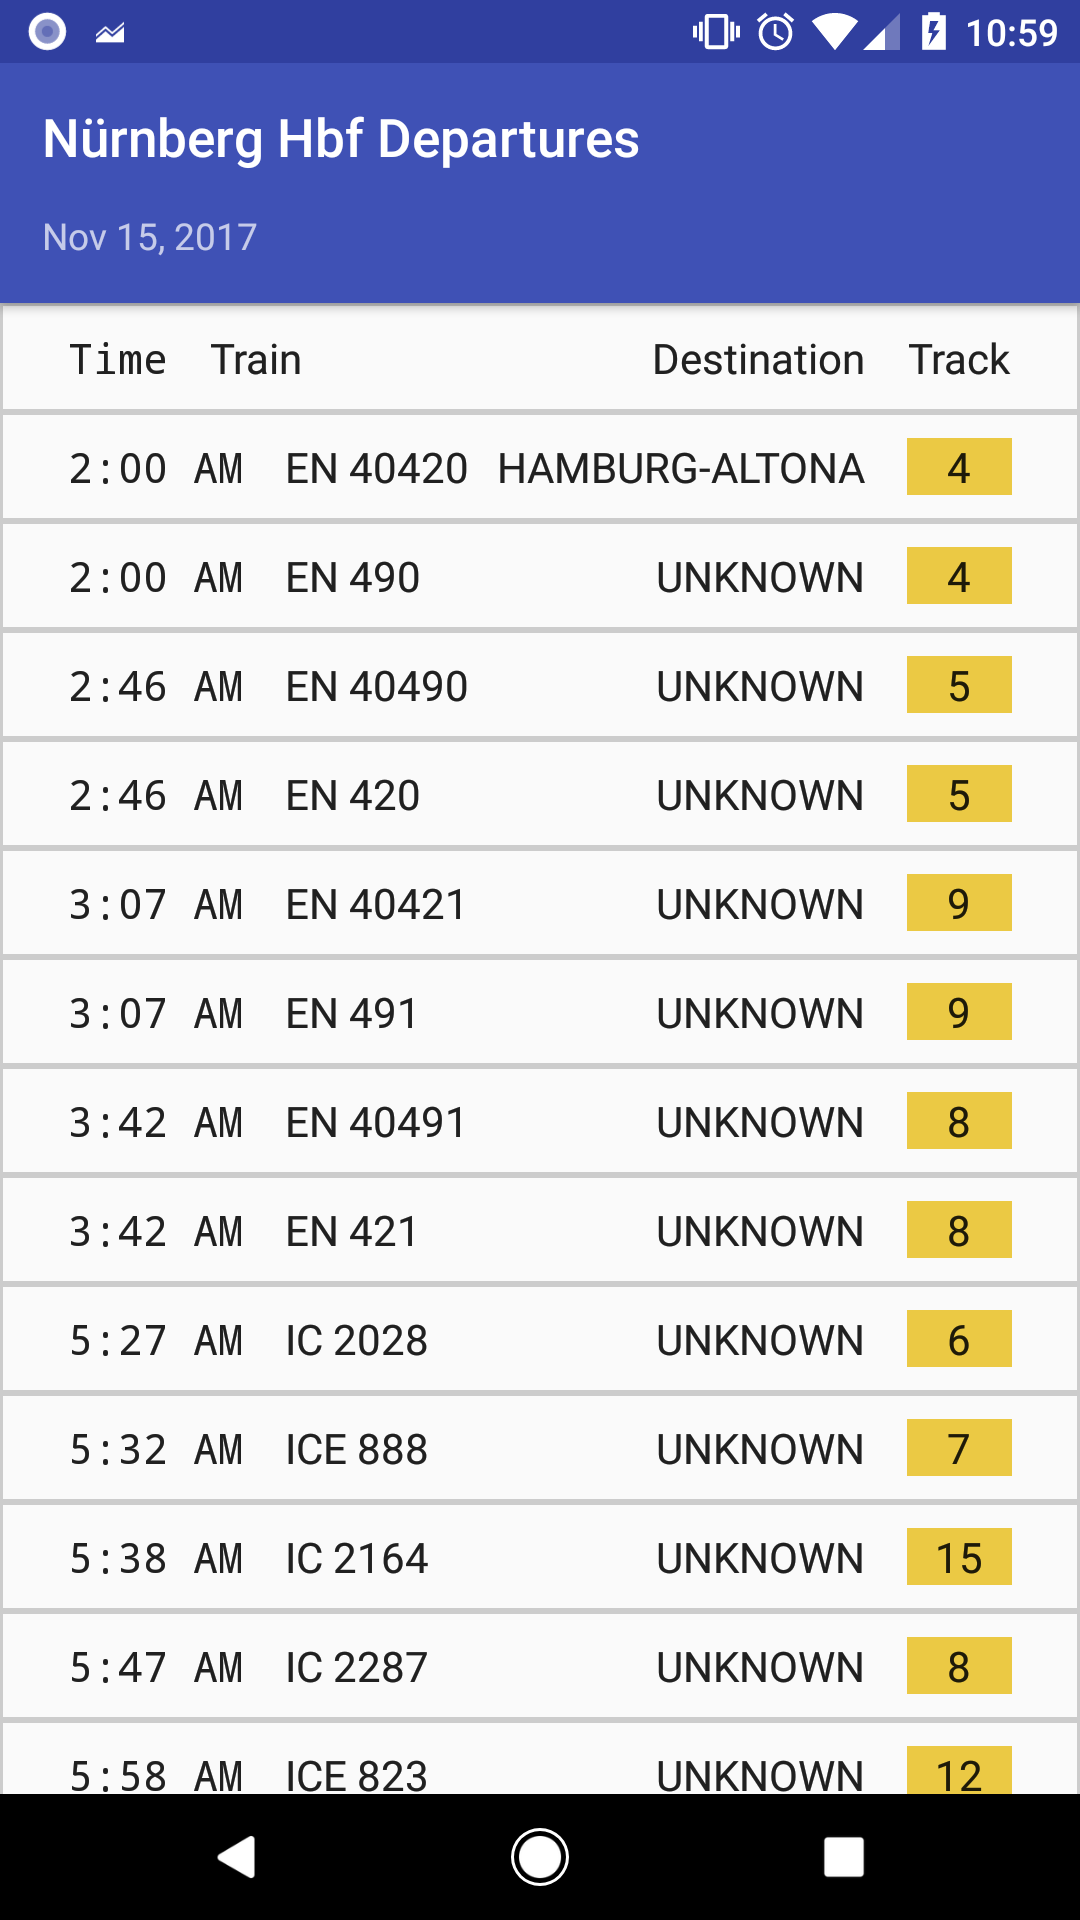 10:59
Nürnberg Hbf Departures
Nov 15, 2017
Time Train Destination Track
2:00 AM EN 40420 HAMBURG-ALTONA 4
2:00 AM EN 490 UNKNOWN 4
2:46 AM EN 40490 UNKNOWN 5
2:46 AM EN 420 UNKNOWN 5
3:07 AM EN 40421 UNKNOWN 9
3:07 AM EN 491 UNKNOWN 9
3:42 AM EN 40491 UNKNOWN 8
3:42 AM EN 421 UNKNOWN 8
5:27 AM IC 2028 UNKNOWN 6
5:32 AM ICE 888 UNKNOWN 7
5:38 AM IC 2164 UNKNOWN 15
5:47 AM IC 2287 UNKNOWN 8
5:58 AM ICE 823 UNKNOWN 12